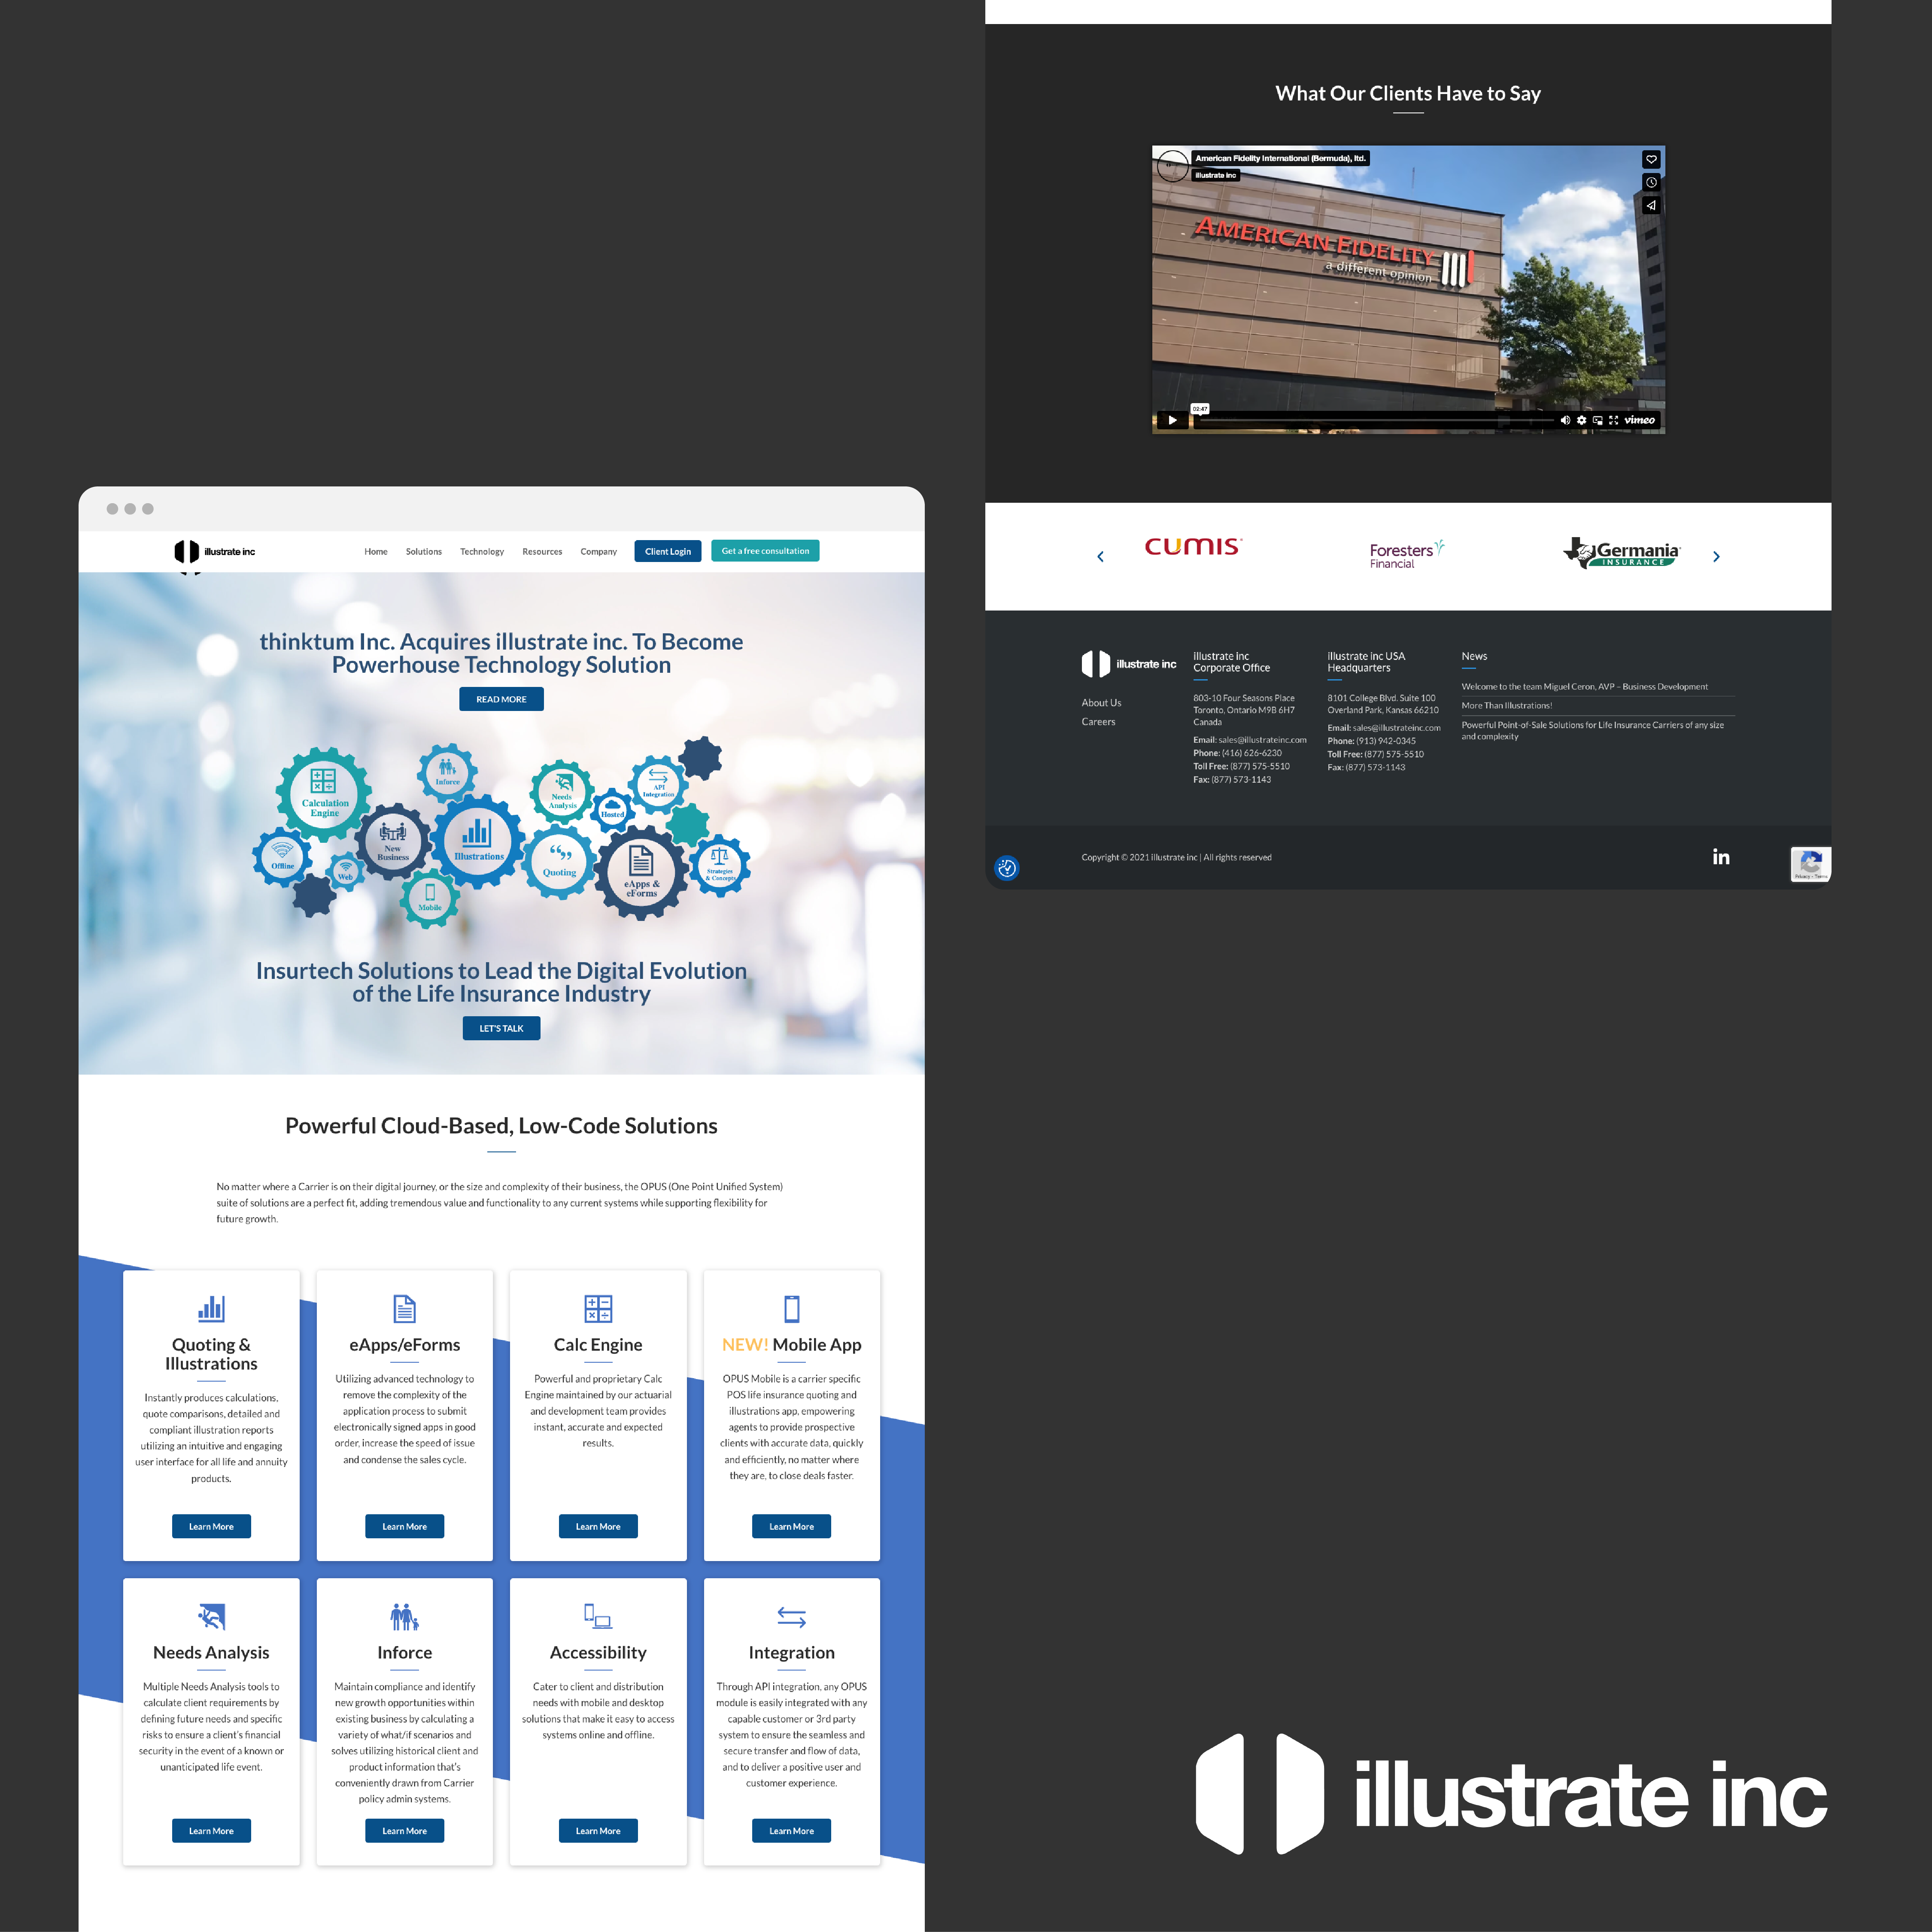 illustrate inc
Home Solutions Technology Resources Company Client Login Get a free consultation
thinktum Inc. Acquires illustrate inc. To Become
Powerhouse Technology Solution
READ MORE
Calculation
Engine
Inforce
Needs
Analysis
API
Integration
Hosted
Offline
Web
New
Business
Illustrations
Mobile
Quoting
eApps &
eForms
Strategies
& Concepts
Insurtech Solutions to Lead the Digital Evolution
of the Life Insurance Industry
LET'S TALK
Powerful Cloud-Based, Low-Code Solutions
No matter where a Carrier is on their digital journey, or the size and complexity of their business, the OPUS (One Point Unified System)
suite of solutions are a perfect fit, adding tremendous value and functionality to any current systems while supporting flexibility for
future growth.
Quoting &
Illustrations
Instantly produces calculations,
quote comparisons, detailed and
compliant illustration reports
utilizing an intuitive and engaging
user interface for all life and annuity
products.
Learn More
eApps/eForms
Utilizing advanced technology to
remove the complexity of the
application process to submit
electronically signed apps in good
order, increase the speed of issue
and condense the sales cycle.
Learn More
Calc Engine
Powerful and proprietary Calc
Engine maintained by our actuarial
and development team provides
instant, accurate and expected
results.
Learn More
NEW! Mobile App
OPUS Mobile is a carrier specific
POS life insurance quoting and
illustrations app, empowering
agents to provide prospective
clients with accurate data, quickly
and efficiently, no matter where
they are, to close deals faster.
Learn More
Needs Analysis
Multiple Needs Analysis tools to
calculate client requirements by
defining future needs and specific
risks to ensure a client's financial
security in the event of a known or
unanticipated life event.
Learn More
Inforce
Maintain compliance and identify
new growth opportunities within
existing business by calculating a
variety of what/if scenarios and
solves utilizing historical client and
product information that's
conveniently drawn from Carrier
policy admin systems.
Learn More
Accessibility
Cater to client and distribution
needs with mobile and desktop
solutions that make it easy to access
systems online and offline.
Learn More
Integration
Through API integration, any OPUS
module is easily integrated with any
capable customer or 3rd party
system to ensure the seamless and
secure transfer and flow of data,
and to deliver a positive user and
customer experience.
Learn More
What Our Clients Have to Say
American Fidelity International (Bermuda), ltd.
illustrate inc
AMERICAN FIDELITY
a different opinion
02:47
vimeo
CUMIS
Foresters
Financial
Germania
INSURANCE
illustrate inc
About Us
Careers
illustrate inc
Corporate Office
803-10 Four Seasons Place
Toronto, Ontario M9B 6H7
Canada
Email: sales@illustrateinc.com
Phone: (416) 626-6230
Toll Free: (877) 575-5510
Fax: (877) 573-1143
illustrate inc USA
Headquarters
8101 College Blvd. Suite 100
Overland Park, Kansas 66210
Email: sales@illustrateinc.com
Phone: (913) 942-0345
Toll Free: (877) 575-5510
Fax: (877) 573-1143
News
Welcome to the team Miguel Ceron, AVP – Business Development
More Than Illustrations!
Powerful Point-of-Sale Solutions for Life Insurance Carriers of any size
and complexity
Copyright © 2021 illustrate inc | All rights reserved
in
Privacy - Terms
illustrate inc